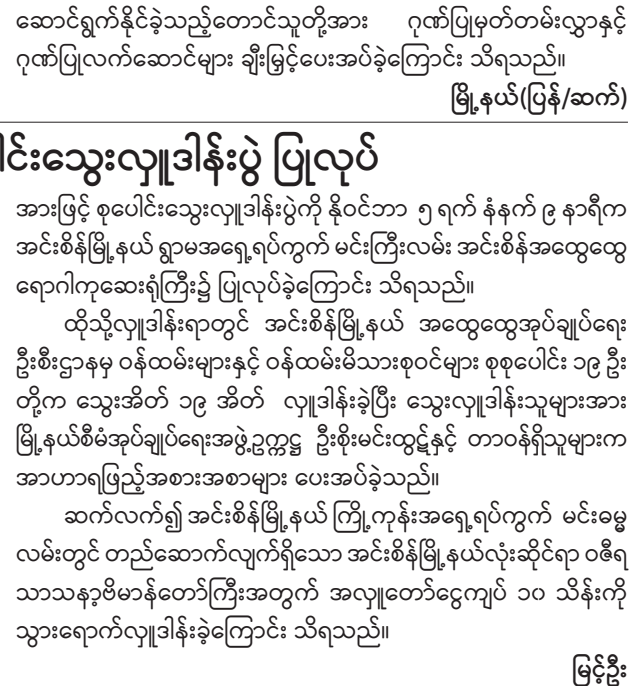 ဆောင်ရွက်နိုင်ခဲ့သည့်တောင်သူတို့အား ဂုဏ်ပြုမှတ်တမ်းလွှာနှင့်
ဂုဏ်ပြုလက်ဆောင်များ ချီးမြှင့်ပေးအပ်ခဲ့ကြောင်း သိရသည်။
မြို့နယ်(ပြန်/ဆက်)
ါင်းသွေးလှူဒါန်းပွဲ ပြုလုပ်
အားဖြင့် စုပေါင်းသွေးလှူဒါန်းပွဲကို နိုဝင်ဘာ ၅ ရက် နံနက် ၉ နာရီက
အင်းစိန်မြို့နယ် ရွာမအရှေ့ရပ်ကွက် မင်းကြီးလမ်း အင်းစိန်အထွေထွေ
ရောဂါကုဆေးရုံကြီး၌ ပြုလုပ်ခဲ့ကြောင်း သိရသည်။
ထိုသို့လှူဒါန်းရာတွင် အင်းစိန်မြို့နယ် အထွေထွေအုပ်ချုပ်ရေး
ဦးစီးဌာနမှ ဝန်ထမ်းများနှင့် ဝန်ထမ်းမိသားစုဝင်များ စုစုပေါင်း ၁၉ ဦး
တို့က သွေးအိတ် ၁၉ အိတ် လှူဒါန်းခဲ့ပြီး သွေးလှူဒါန်းသူများအား
မြို့နယ်စီမံအုပ်ချုပ်ရေးအဖွဲ့ဥက္ကဋ္ဌ ဦးစိုးမင်းထွဋ်နှင့် တာဝန်ရှိသူများက
အာဟာရဖြည့်အစားအစာများ ပေးအပ်ခဲ့သည်။
ဆက်လက်၍ အင်းစိန်မြို့နယ် ကြို့ကုန်းအရှေ့ရပ်ကွက် မင်းဓမ္မ
လမ်းတွင် တည်ဆောက်လျက်ရှိသော အင်းစိန်မြို့နယ်လုံးဆိုင်ရာ ဝဇီရ
သာသနာ့ဗိမာန်တော်ကြီးအတွက် အလှူတော်ငွေကျပ် ၁၀ သိန်းကို
သွားရောက်လှူဒါန်းခဲ့ကြောင်း သိရသည်။
မြင့်ဦး